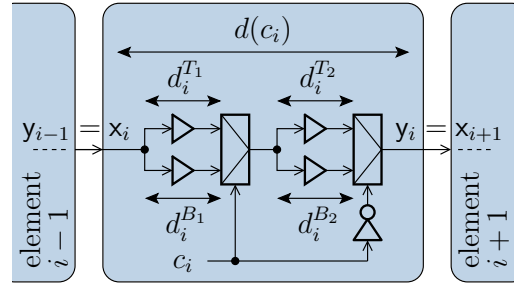 d(c_i)
d_i^{T_1} d_i^{T_2}
y_{i−1} = x_i y_i = x_{i+1}
d_i^{B_1} d_i^{B_2}
c_i
element
i − 1
element
i + 1